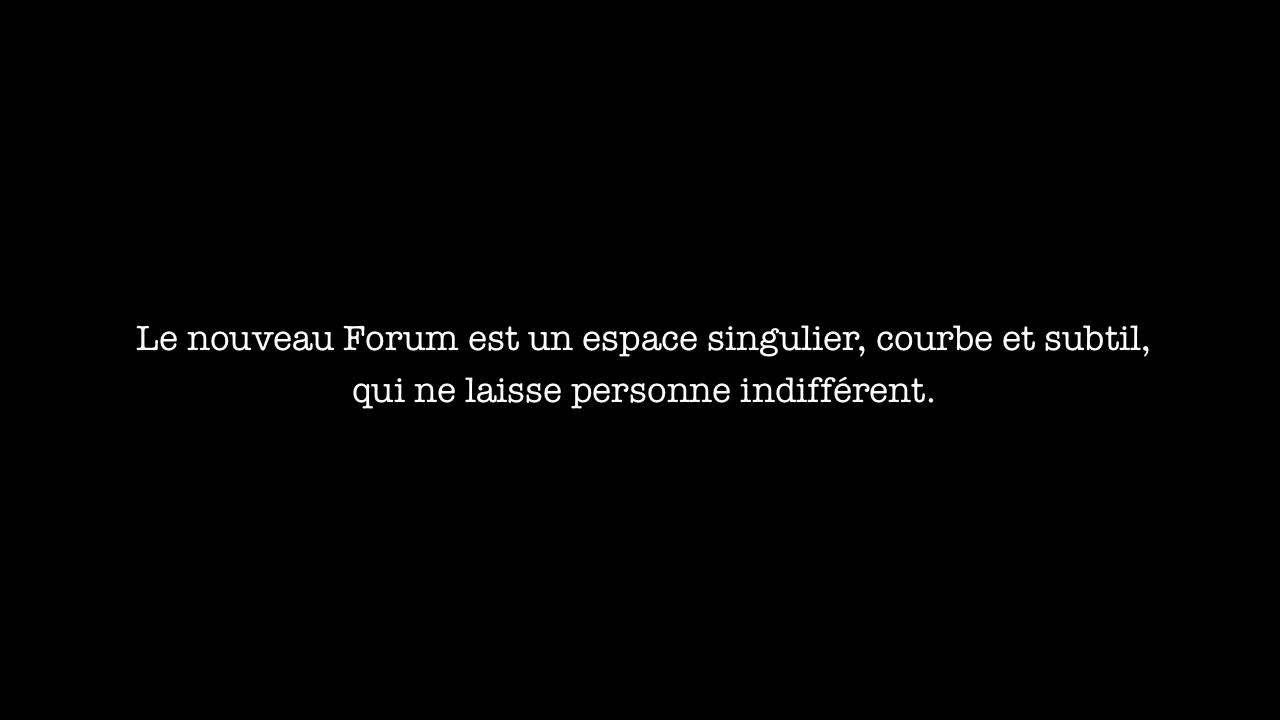 Le nouveau Forum est un espace singulier, courbe et subtil,
qui ne laisse personne indifférent.